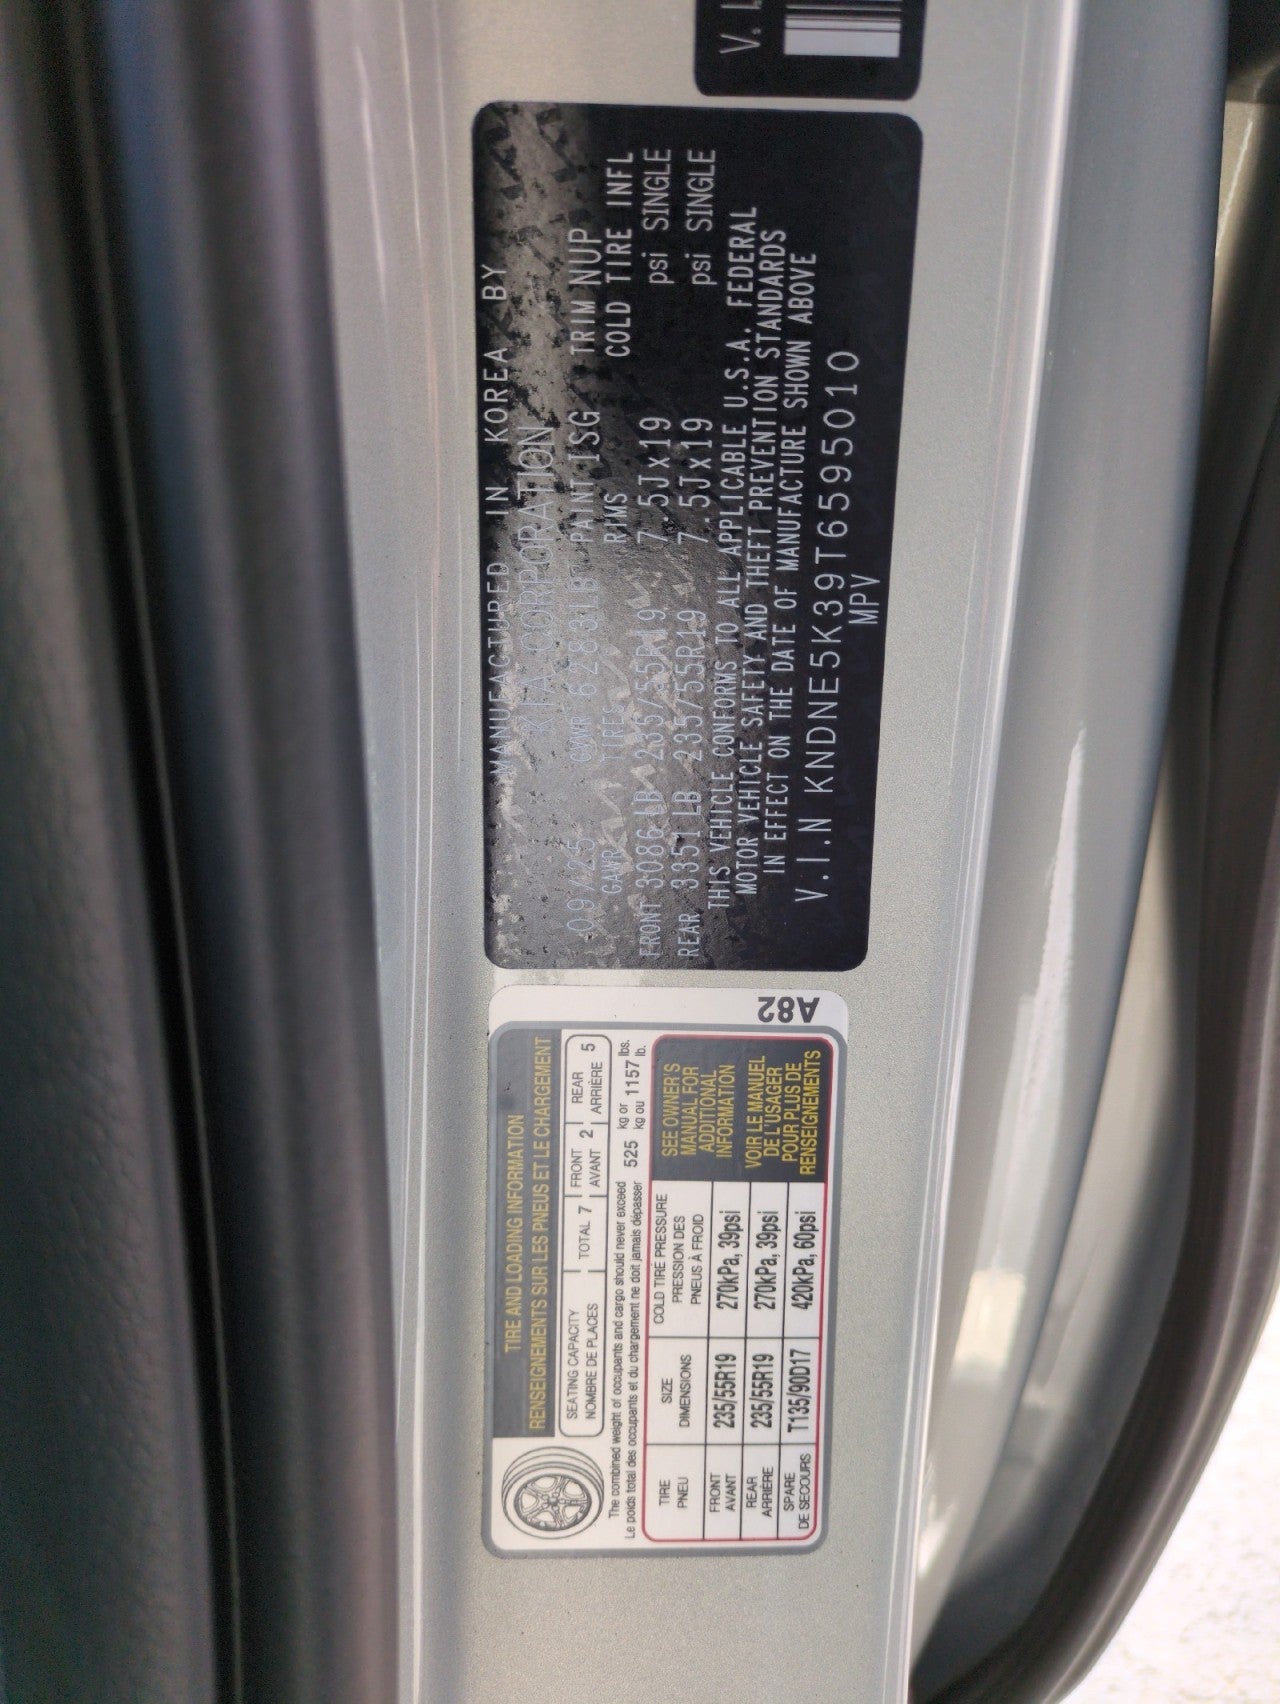 V.
MANUFACTURED IN KOREA BY
KIA CORPORATION
09/25 GVWR 6283LB PAINT ISG TRIM NUP
GAWR TIRES RIMS COLD TIRE INFL
FRONT 3086LB 235/55R19 7.5Jx19 psi SINGLE
REAR 3351LB 235/55R19 7.5Jx19 psi SINGLE
THIS VEHICLE CONFORMS TO ALL APPLICABLE U.S.A. FEDERAL
MOTOR VEHICLE SAFETY AND THEFT PREVENTION STANDARDS
IN EFFECT ON THE DATE OF MANUFACTURE SHOWN ABOVE
V.I.N KNDNE5K39T6595010
MPV
A82
TIRE AND LOADING INFORMATION
RENSEIGNEMENTS SUR LES PNEUS ET LE CHARGEMENT
SEATING CAPACITY
NOMBRE DE PLACES
TOTAL 7
FRONT
AVANT 2
REAR
ARRIÈRE 5
The combined weight of occupants and cargo should never exceed 525 kg or 1157 lbs.
Le poids total des occupants et du chargement ne doit jamais dépasser kg ou lb.
TIRE
PNEU
SIZE
DIMENSIONS
COLD TIRE PRESSURE
PRESSION DES
PNEUS À FROID
FRONT
AVANT
235/55R19
270kPa, 39psi
REAR
ARRIÈRE
235/55R19
270kPa, 39psi
SPARE
DE SECOURS
T135/90D17
420kPa, 60psi
SEE OWNER'S
MANUAL FOR
ADDITIONAL
INFORMATION
VOIR LE MANUEL
DE L'USAGER
POUR PLUS DE
RENSEIGNEMENTS